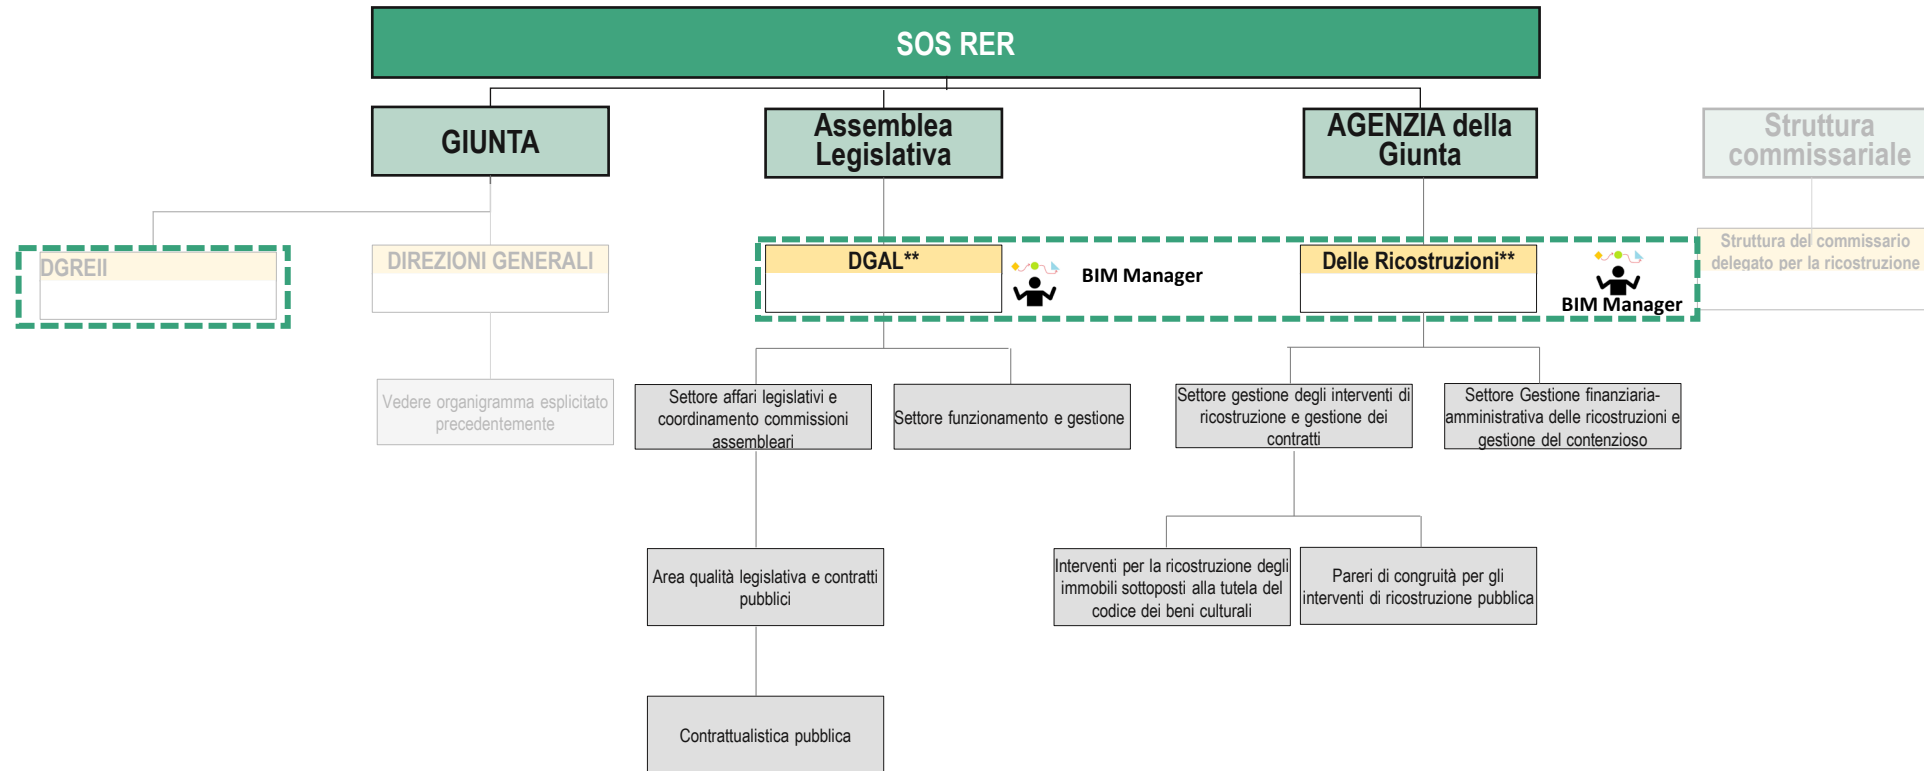 SOS RER
GIUNTA
Assemblea
Legislativa
AGENZIA della
Giunta
Struttura
commissariale
DGREII
DIREZIONI GENERALI
DGAL**
BIM Manager
Delle Ricostruzioni**
BIM Manager
Struttura del commissario
delegato per la ricostruzione
Vedere organigramma esplicitato
precedentemente
Settore affari legislativi e
coordinamento commissioni
assembleari
Settore funzionamento e gestione
Settore gestione degli interventi di
ricostruzione e gestione dei
contratti
Settore Gestione finanziaria-
amministrativa delle ricostruzioni e
gestione del contenzioso
Area qualità legislativa e contratti
pubblici
Interventi per la ricostruzione degli
immobili sottoposti alla tutela del
codice dei beni culturali
Pareri di congruità per gli
interventi di ricostruzione pubblica
Contrattualistica pubblica